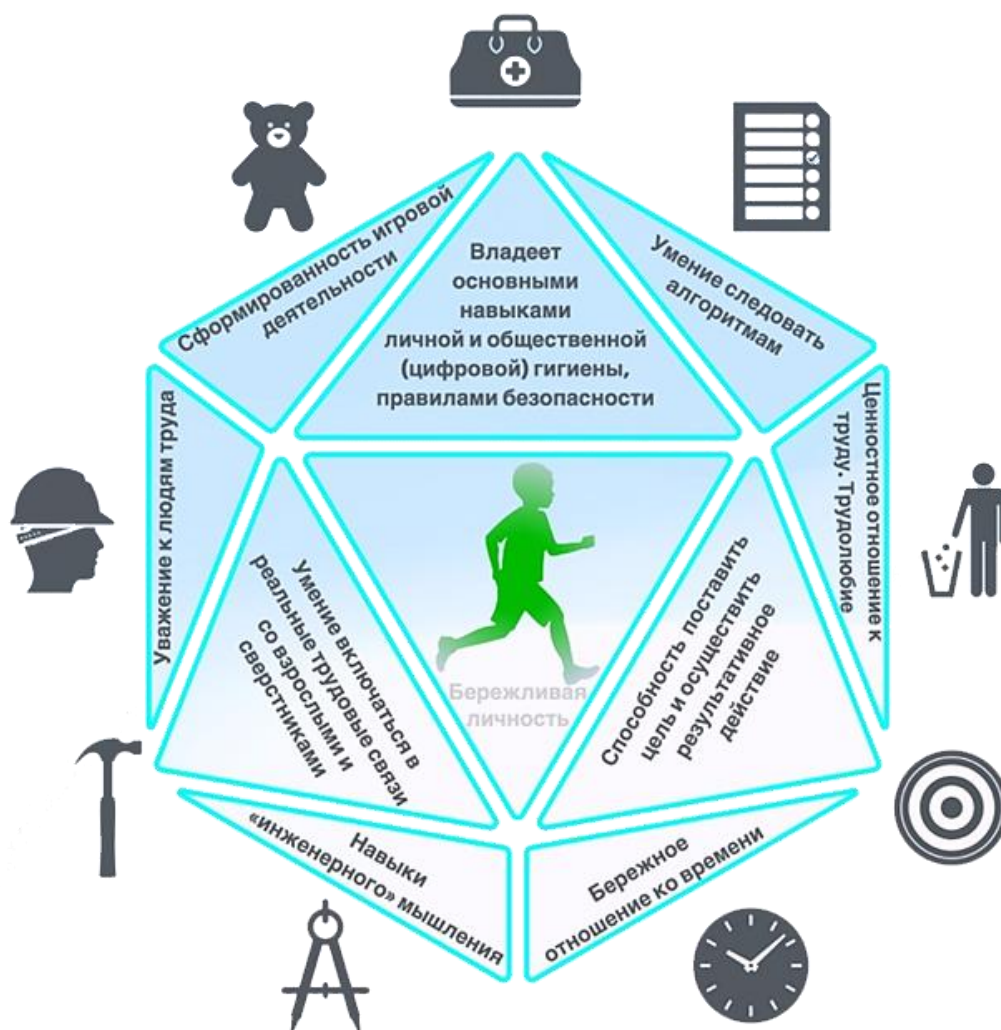 Сформированность игровой
деятельности
Владеет
основными
навыками
личной и общественной
(цифровой) гигиены,
правилами безопасности
Умение следовать
алгоритмам
Уважение к людям труда
Ценностное отношение к
труду. Трудолюбие
Умение включаться в
реальные трудовые связи
со взрослыми и
сверстниками
Бережливая
личность
Способность поставить
цель и осуществить
результативное
действие
Навыки
«инженерного» мышления
Бережное
отношение ко времени